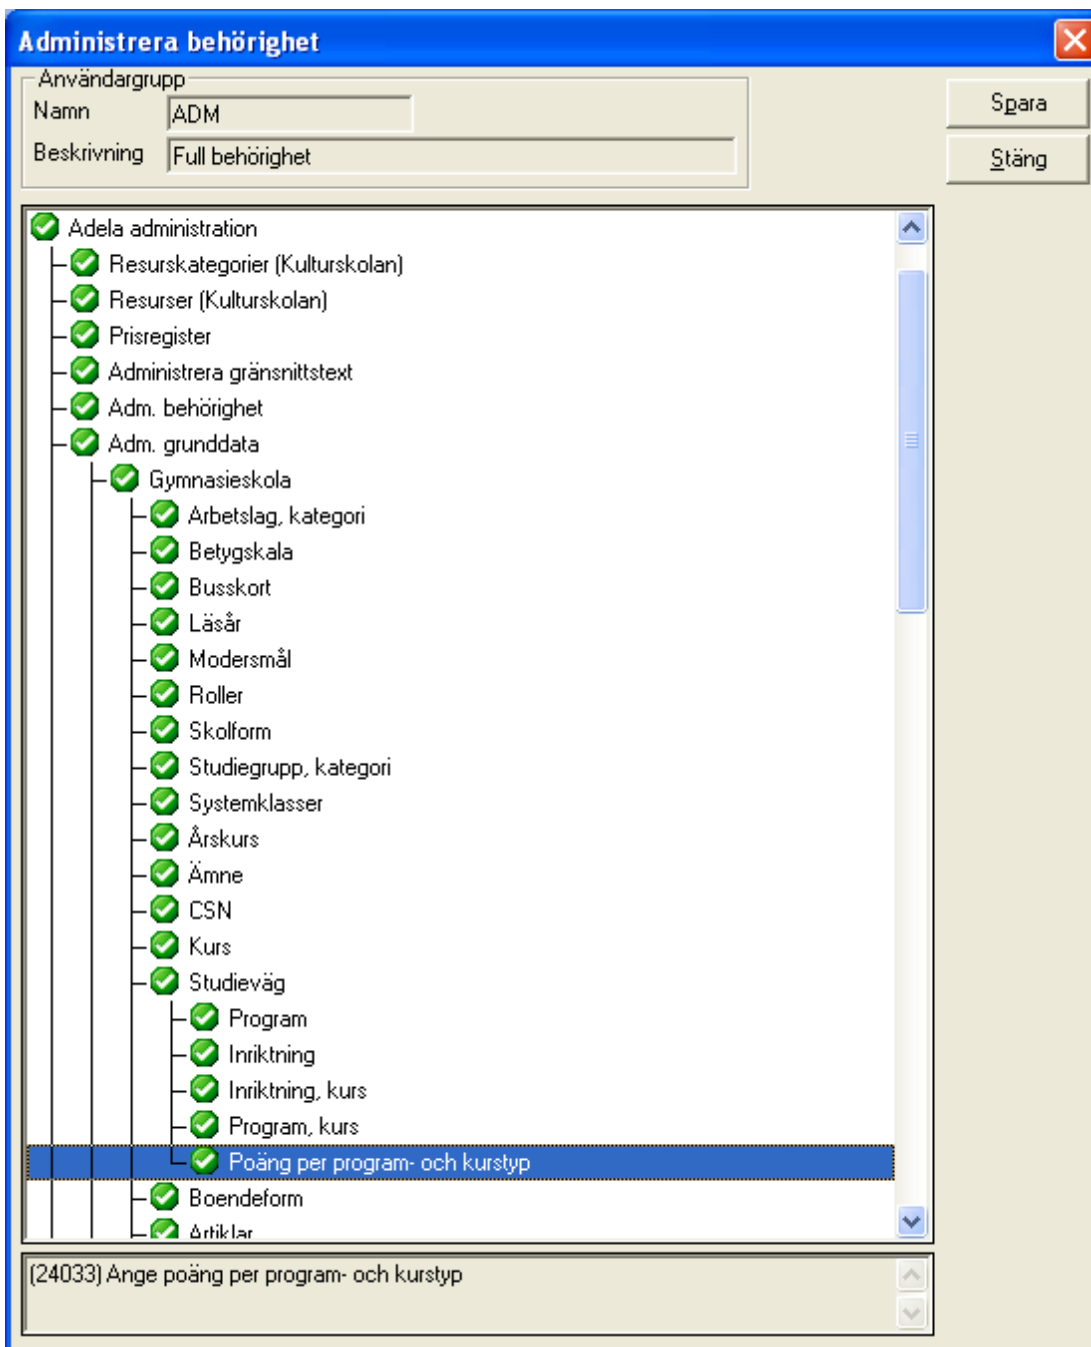 Administrera behörighet
Användargrupp
Namn
ADM
Beskrivning
Full behörighet
Spara
Stäng
Adela administration
Resurskategorier (Kulturskolan)
Resurser (Kulturskolan)
Prisregister
Administrera gränsnittstext
Adm. behörighet
Adm. grunddata
Gymnasieskola
Arbetslag, kategori
Betygskala
Busskort
Läsår
Modersmål
Roller
Skolform
Studiegrupp, kategori
Systemklasser
Årskurs
Ämne
CSN
Kurs
Studieväg
Program
Inriktning
Inriktning, kurs
Program, kurs
Poäng per program- och kurstyp
Boendeform
Artiklar
(24033) Ange poäng per program- och kurstyp